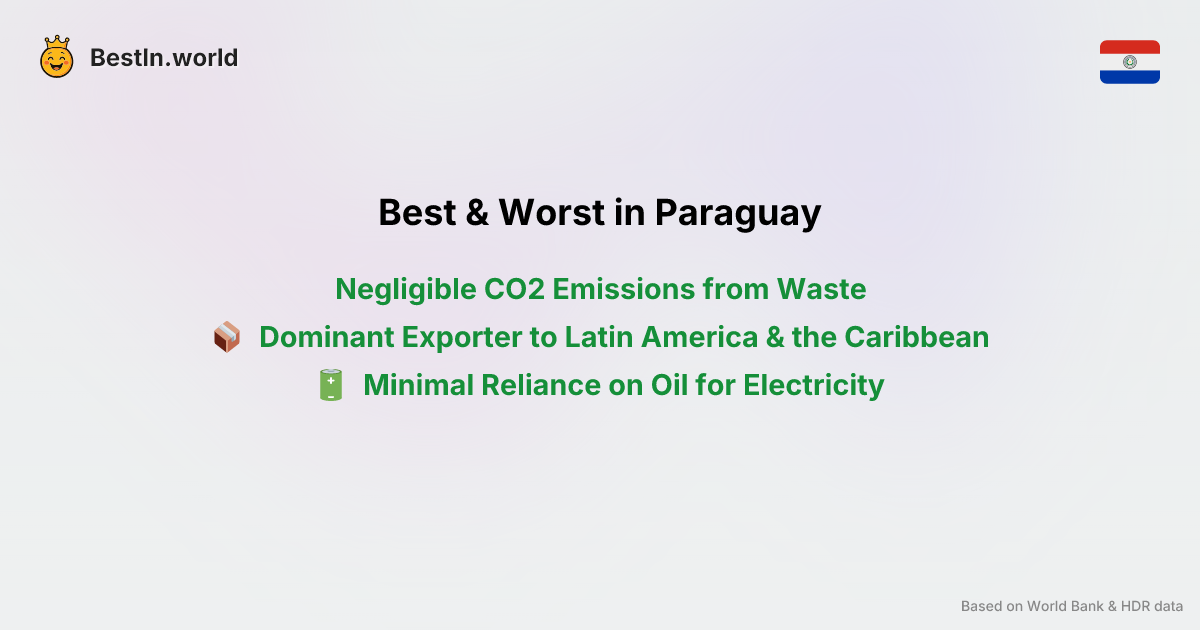 BestIn.world
Best & Worst in Paraguay
Negligible CO2 Emissions from Waste
Dominant Exporter to Latin America & the Caribbean
Minimal Reliance on Oil for Electricity
Based on World Bank & HDR data